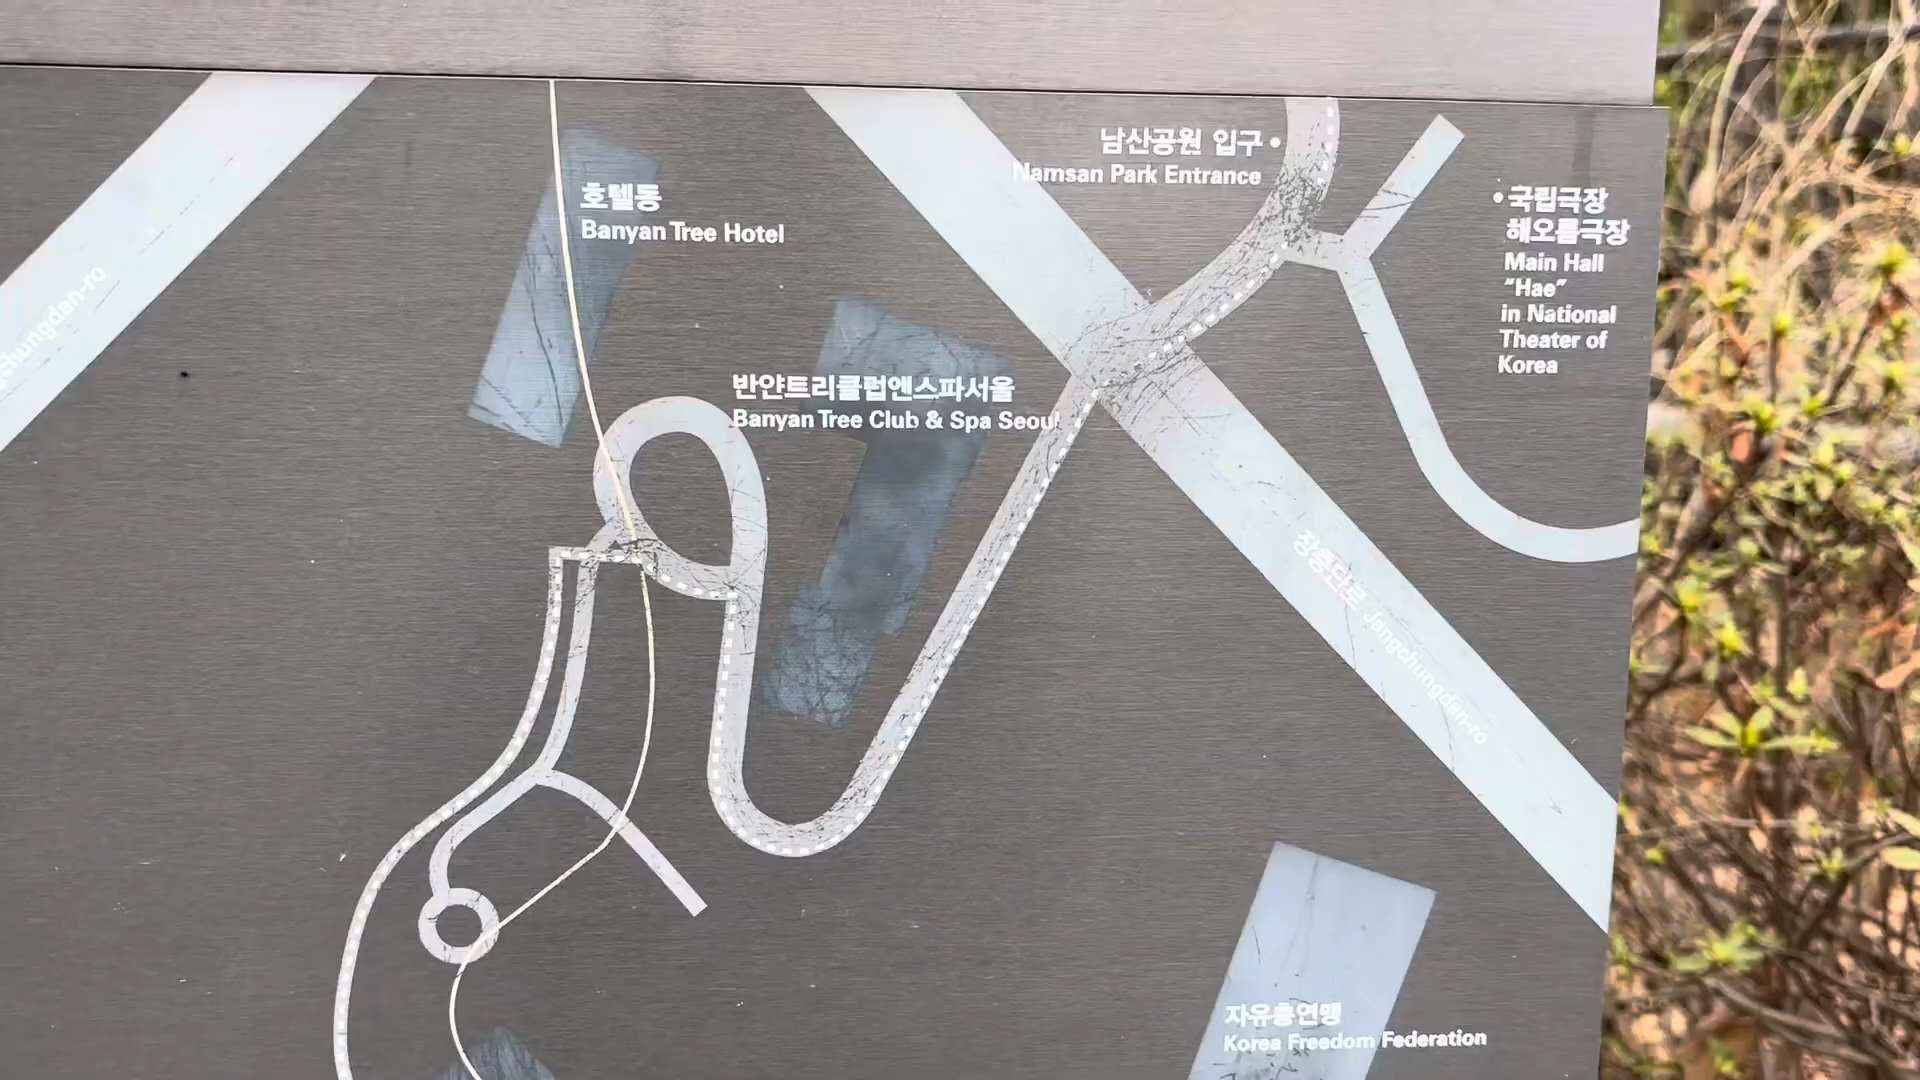 남산공원 입구
Namsan Park Entrance
호텔동
Banyan Tree Hotel
국립극장
해오름극장
Main Hall
"Hae"
in National
Theater of
Korea
chungdan-ro
반얀트리클럽앤스파서울
Banyan Tree Club & Spa Seoul
장충단로 Jangchungdan-ro
자유총연맹
Korea Freedom Federation